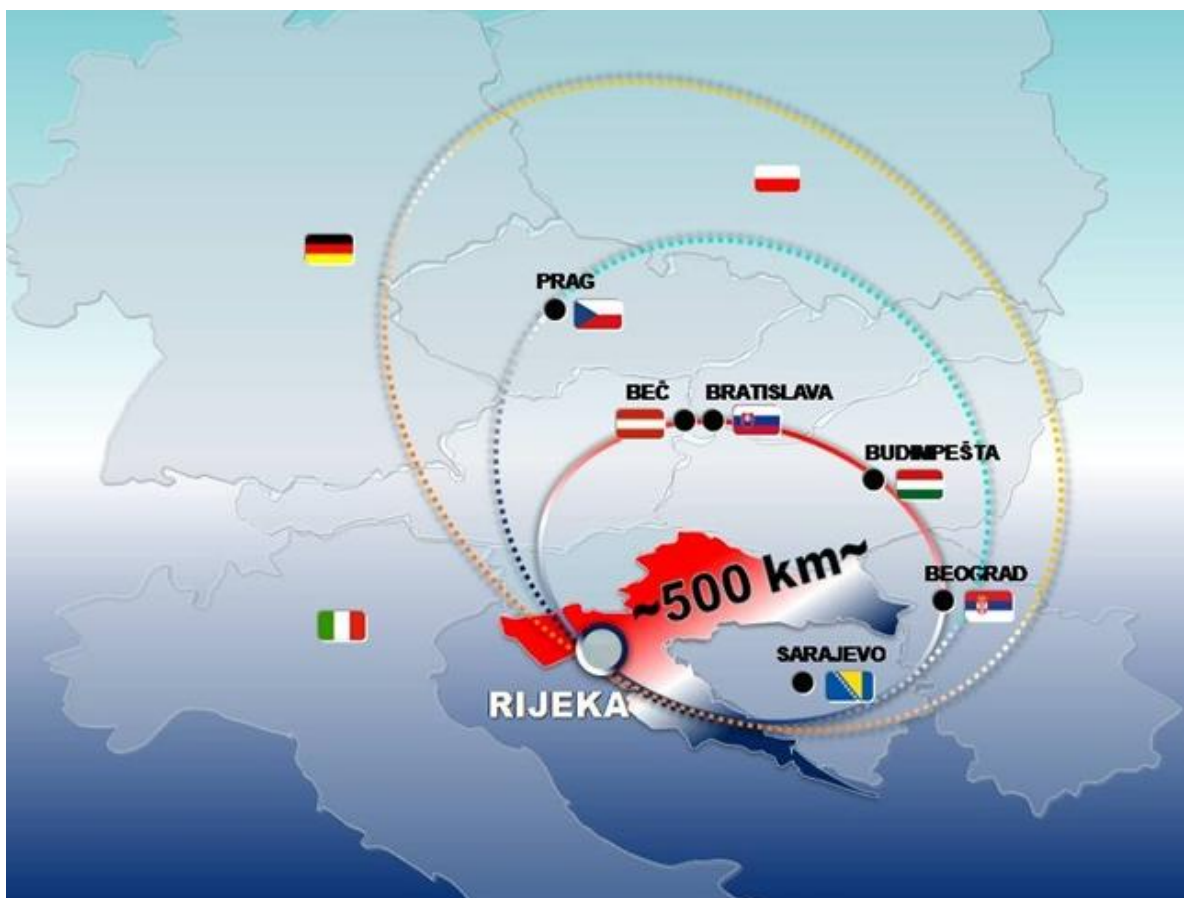 PRAG
BEČ
BRATISLAVA
BUDIMPEŠTA
~500 km~
BEOGRAD
SARAJEVO
RIJEKA